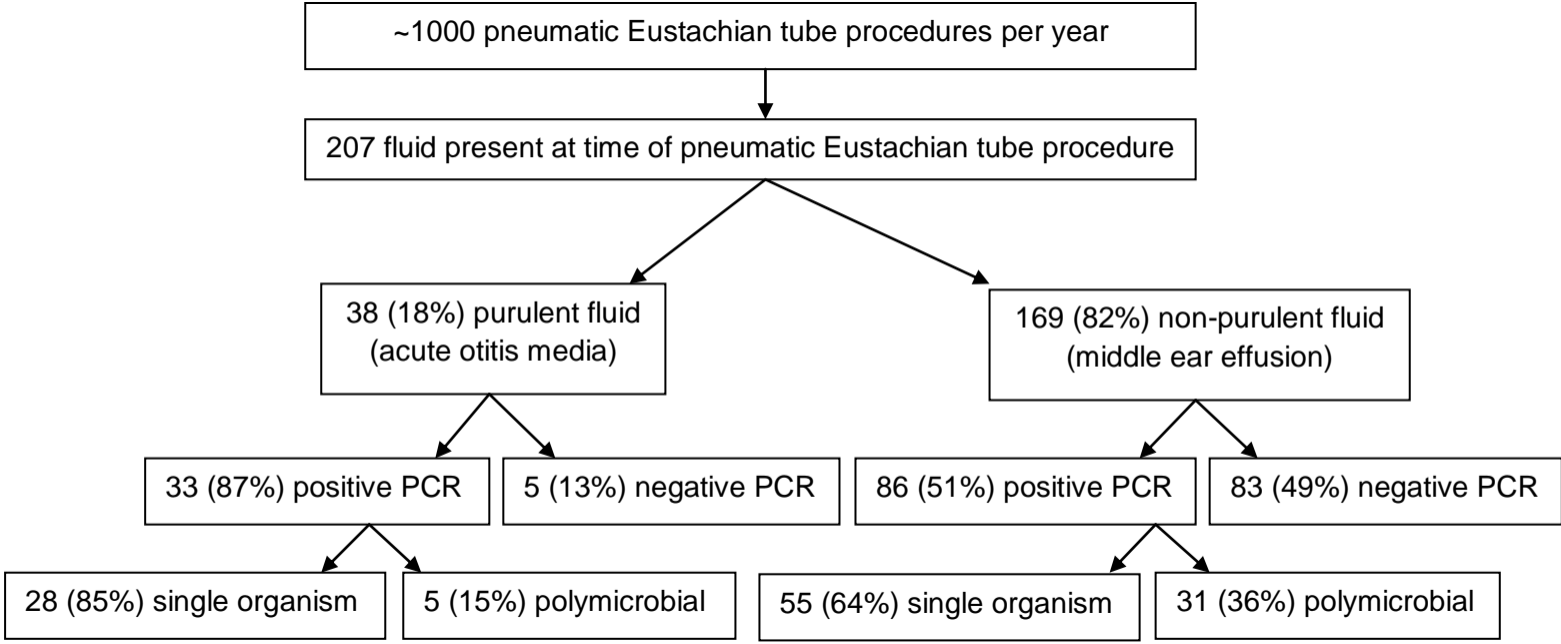 ~1000 pneumatic Eustachian tube procedures per year
207 fluid present at time of pneumatic Eustachian tube procedure
38 (18%) purulent fluid
(acute otitis media)
169 (82%) non-purulent fluid
(middle ear effusion)
33 (87%) positive PCR
5 (13%) negative PCR
86 (51%) positive PCR
83 (49%) negative PCR
28 (85%) single organism
5 (15%) polymicrobial
55 (64%) single organism
31 (36%) polymicrobial